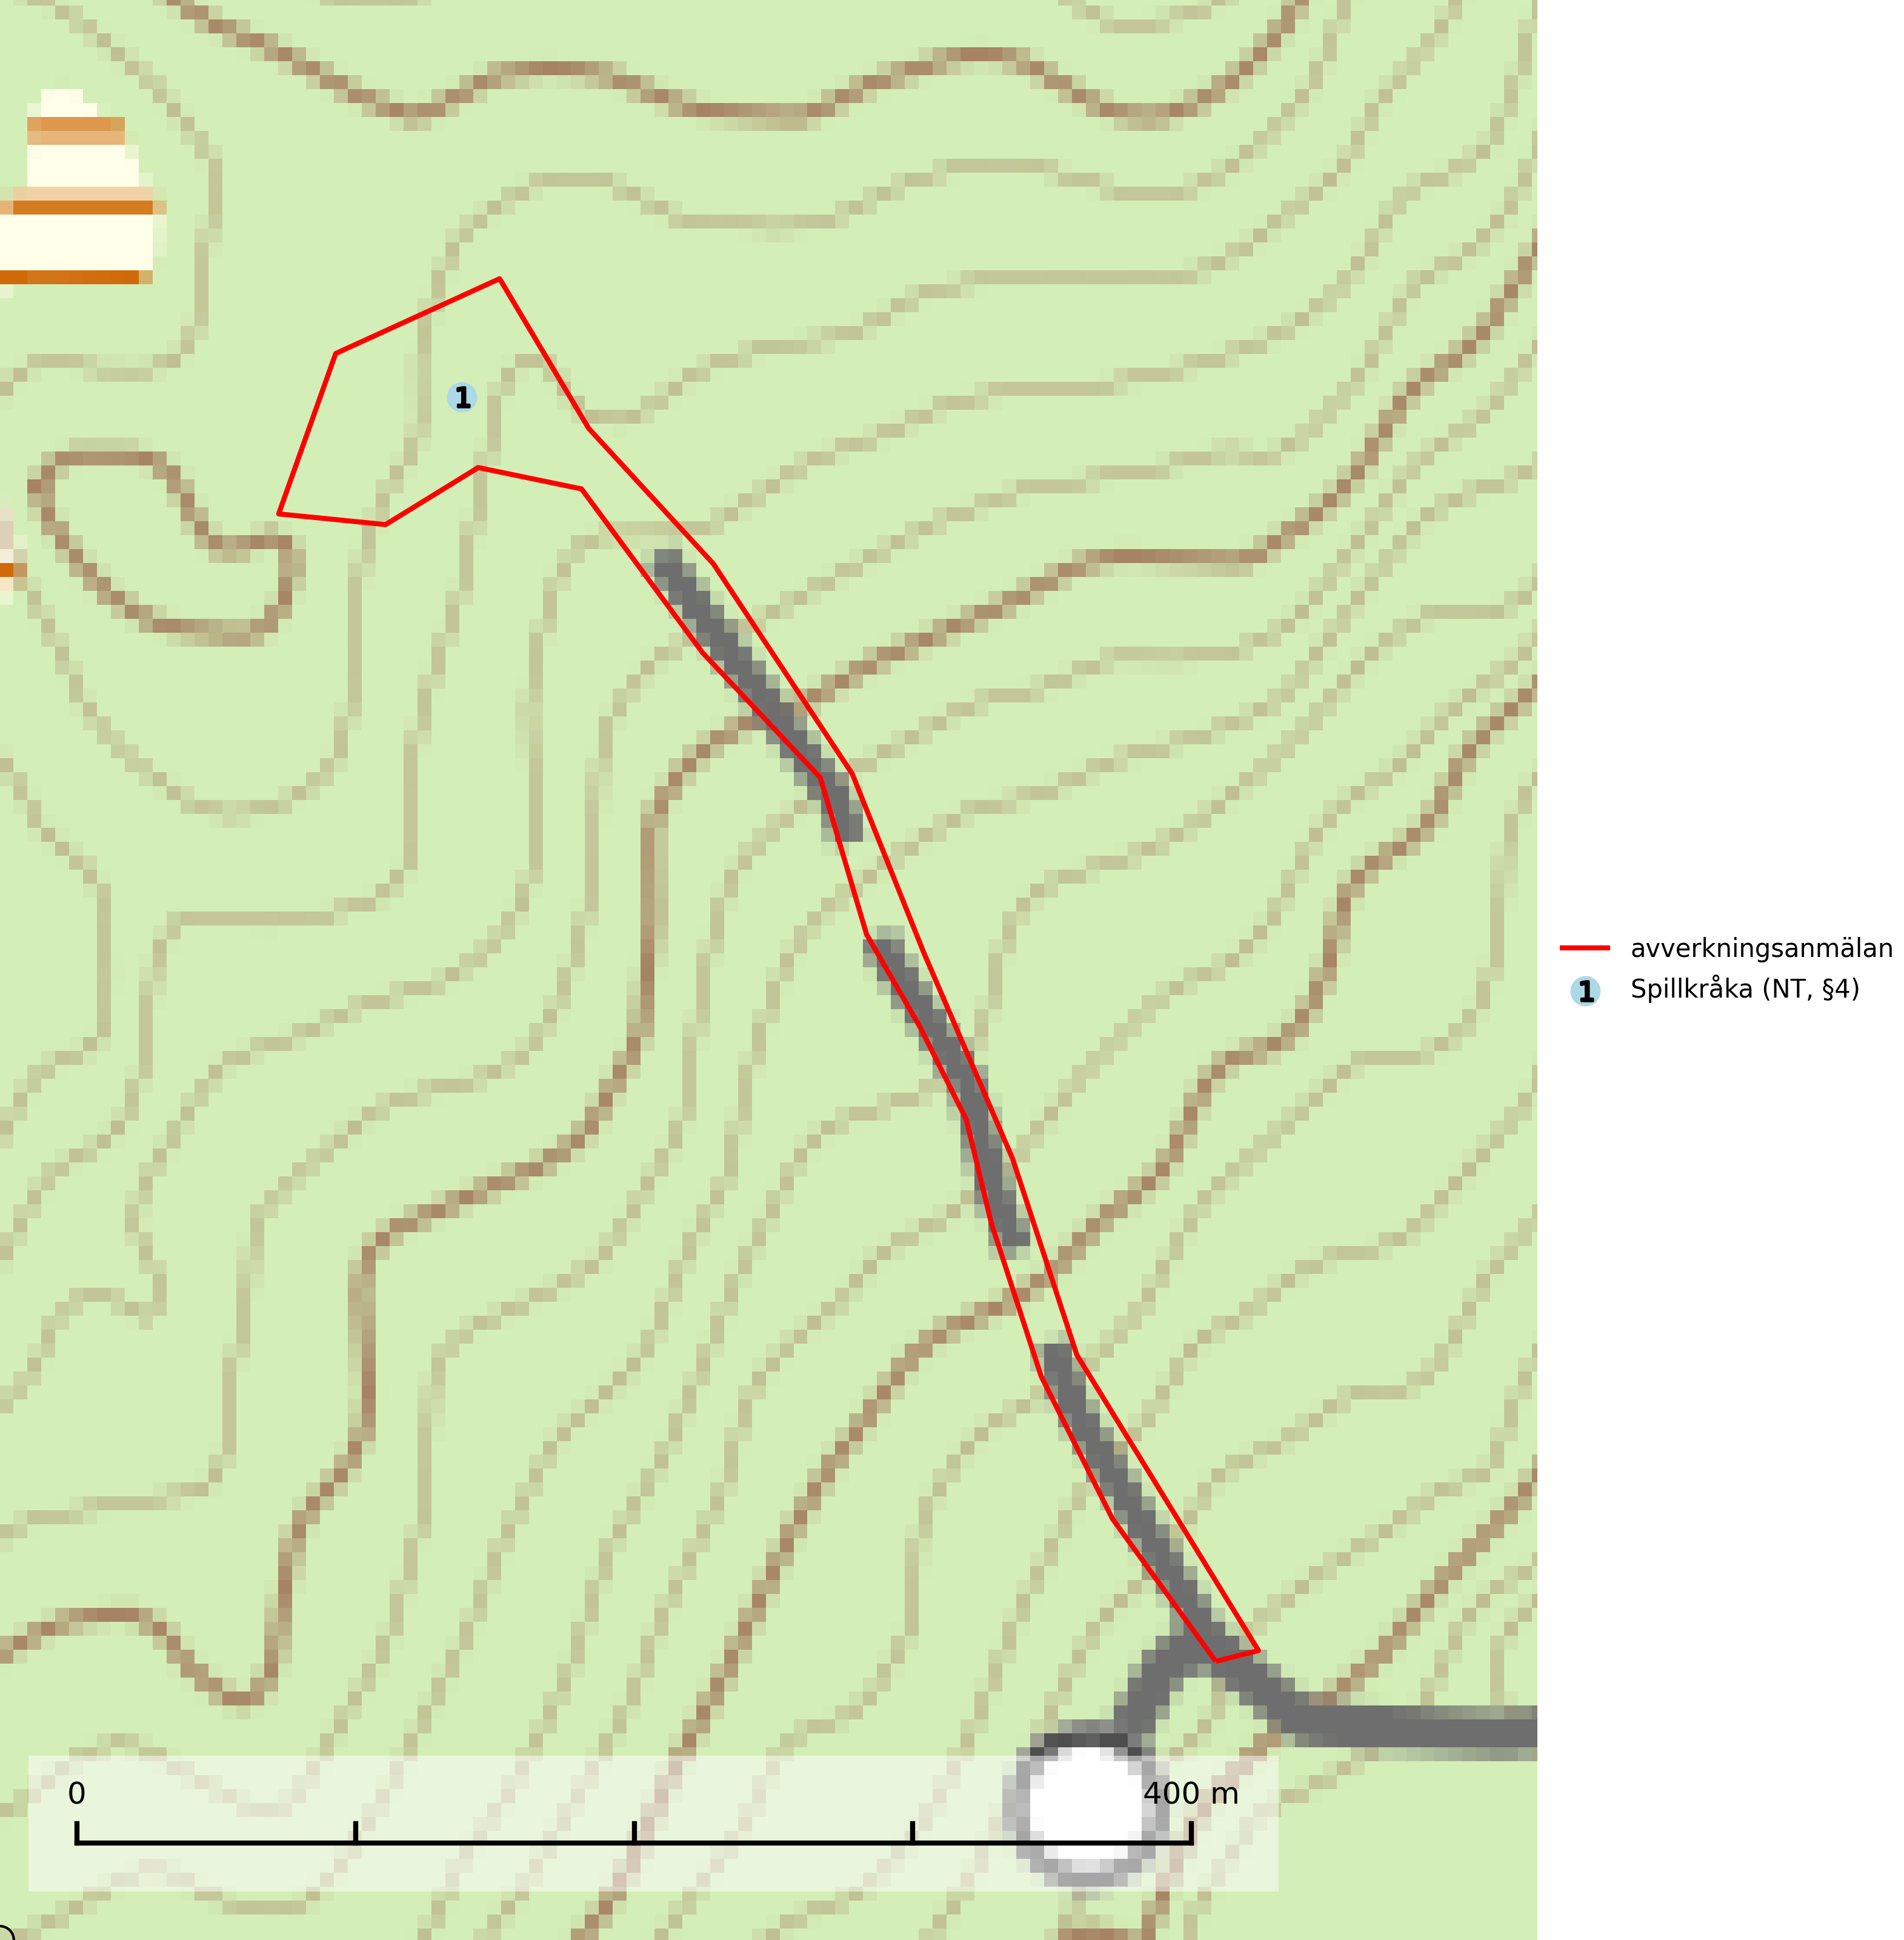 1
avverkningsanmälan
1 Spillkråka (NT, §4)
0 400 m